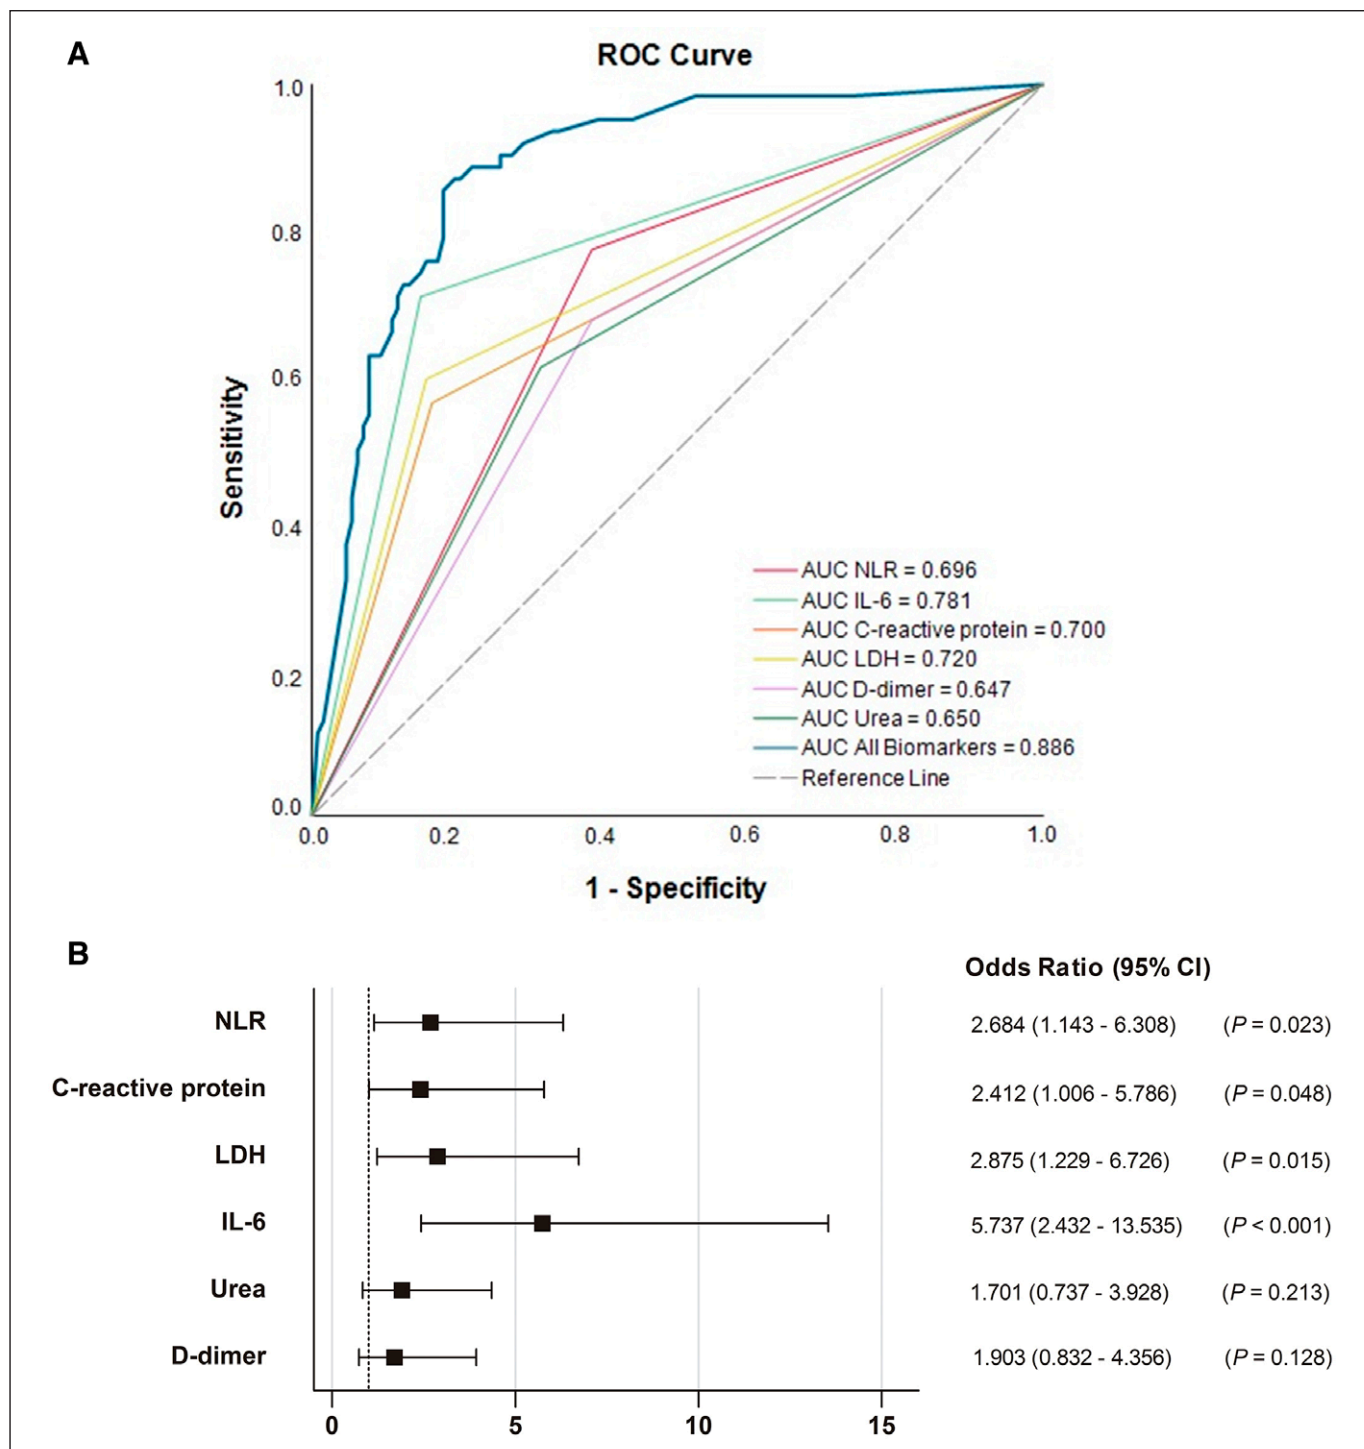 A
ROC Curve
1.0
0.8
0.6
0.4
0.2
0.0
Sensitivity
AUC NLR = 0.696
AUC IL-6 = 0.781
AUC C-reactive protein = 0.700
AUC LDH = 0.720
AUC D-dimer = 0.647
AUC Urea = 0.650
AUC All Biomarkers = 0.886
Reference Line
0.0 0.2 0.4 0.6 0.8 1.0
1 - Specificity
B
Odds Ratio (95% CI)
NLR 2.684 (1.143 - 6.308) (P = 0.023)
C-reactive protein 2.412 (1.006 - 5.786) (P = 0.048)
LDH 2.875 (1.229 - 6.726) (P = 0.015)
IL-6 5.737 (2.432 - 13.535) (P < 0.001)
Urea 1.701 (0.737 - 3.928) (P = 0.213)
D-dimer 1.903 (0.832 - 4.356) (P = 0.128)
0 5 10 15